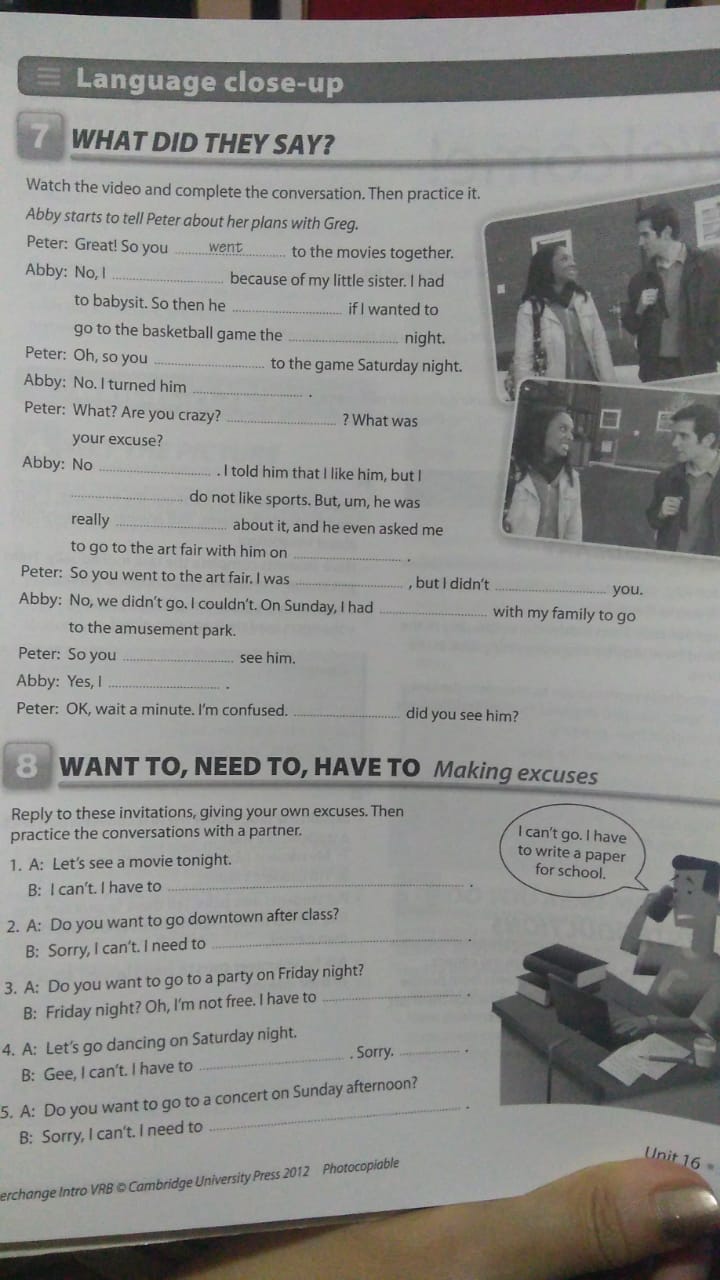 Language close-up
7 WHAT DID THEY SAY?
Watch the video and complete the conversation. Then practice it.
Abby starts to tell Peter about her plans with Greg.
Peter: Great! So you went to the movies together.
Abby: No, I ........................ because of my little sister. I had
to babysit. So then he ........................ if I wanted to
go to the basketball game the ........................ night.
Peter: Oh, so you ........................ to the game Saturday night.
Abby: No. I turned him ........................ .
Peter: What? Are you crazy? ........................ ? What was
your excuse?
Abby: No ........................ . I told him that I like him, but I
........................ do not like sports. But, um, he was
really ........................ about it, and he even asked me
to go to the art fair with him on ........................ .
Peter: So you went to the art fair. I was ........................ , but I didn't ........................ you.
Abby: No, we didn't go. I couldn't. On Sunday, I had ........................ with my family to go
to the amusement park.
Peter: So you ........................ see him.
Abby: Yes, I ........................ .
Peter: OK, wait a minute. I'm confused. ........................ did you see him?
8 WANT TO, NEED TO, HAVE TO Making excuses
Reply to these invitations, giving your own excuses. Then
practice the conversations with a partner.
1. A: Let's see a movie tonight.
B: I can't. I have to ........................ .
2. A: Do you want to go downtown after class?
B: Sorry, I can't. I need to ........................ .
3. A: Do you want to go to a party on Friday night?
B: Friday night? Oh, I'm not free. I have to ........................ .
4. A: Let's go dancing on Saturday night.
B: Gee, I can't. I have to ........................ . Sorry, ............ .
5. A: Do you want to go to a concert on Sunday afternoon?
B: Sorry, I can't. I need to ........................ .
I can't go. I have
to write a paper
for school.
erchange Intro VRB © Cambridge University Press 2012 Photocopiable
Unit 16